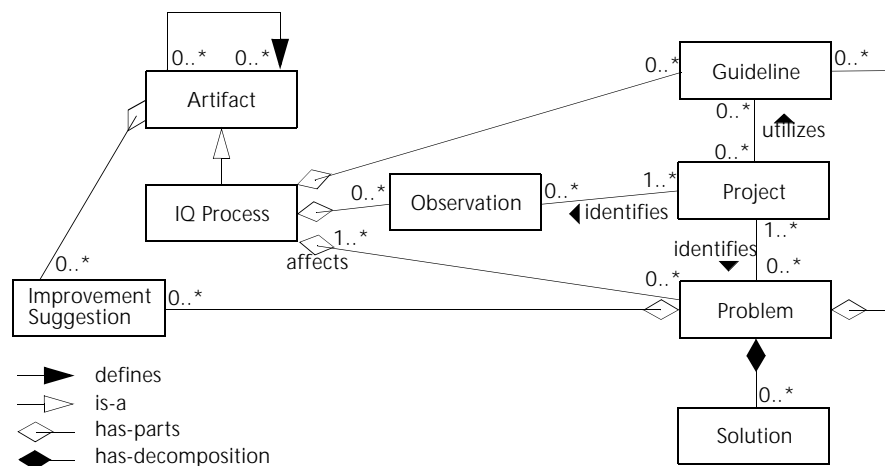 0..* 0..*
Artifact
0..* Guideline 0..*
0..*
utilizes
0..*
IQ Process
0..* Observation 0..* 1..* Project
identifies
1..*
affects
identifies 1..*
0..*
0..*
0..*
Improvement
Suggestion
0..*
Problem
defines
is-a
has-parts
has-decomposition
0..*
Solution